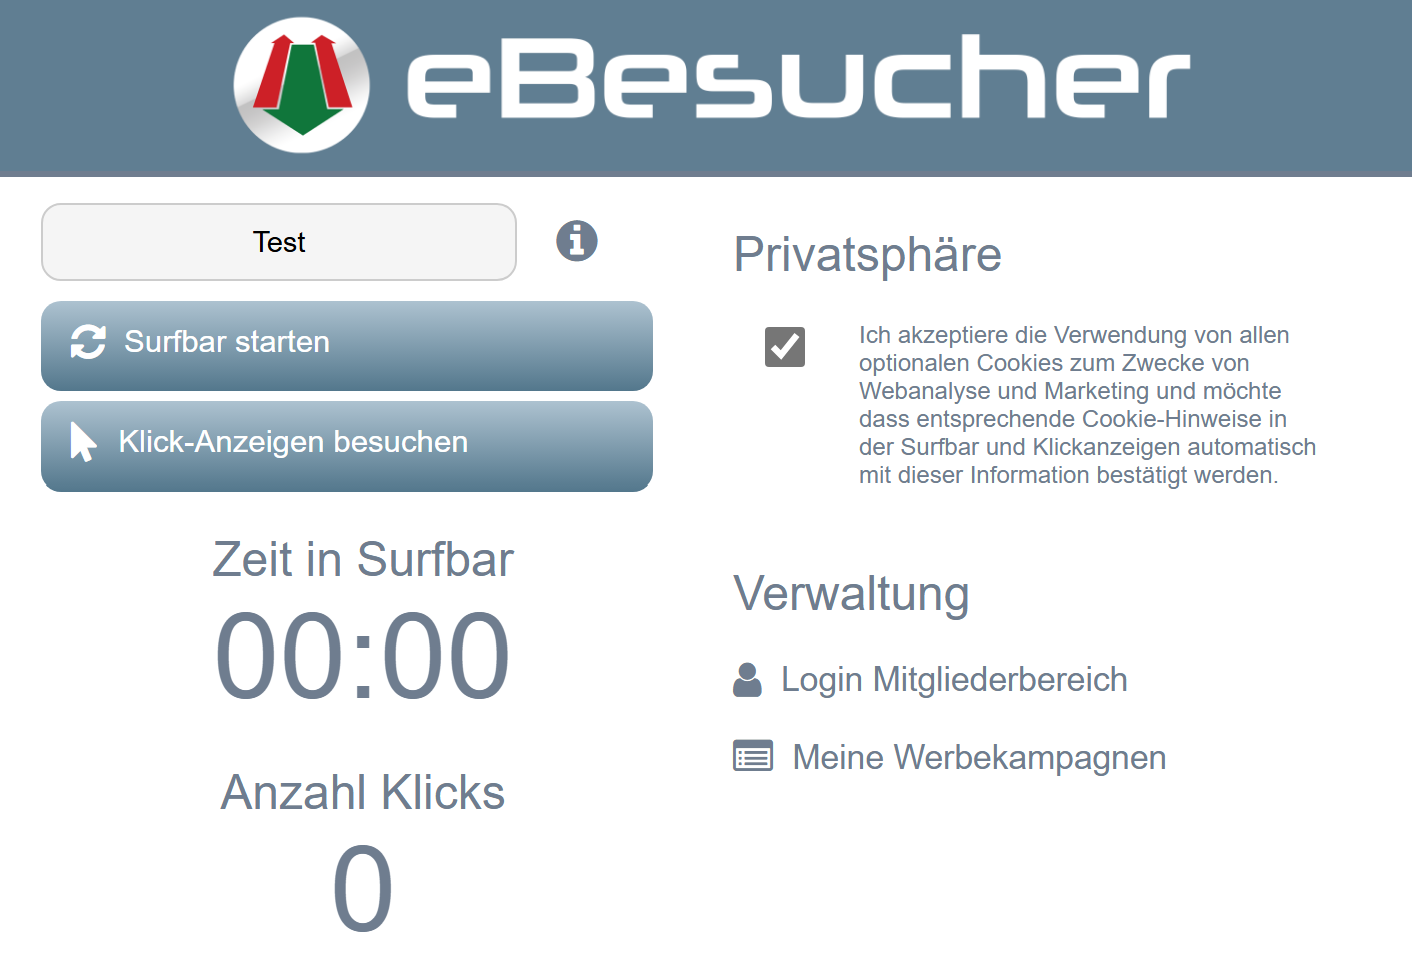 eBesucher
Test
Surfbar starten
Klick-Anzeigen besuchen
Zeit in Surfbar
00:00
Anzahl Klicks
0
Privatsphäre
Ich akzeptiere die Verwendung von allen
optionalen Cookies zum Zwecke von
Webanalyse und Marketing und möchte
dass entsprechende Cookie-Hinweise in
der Surfbar und Klickanzeigen automatisch
mit dieser Information bestätigt werden.
Verwaltung
Login Mitgliederbereich
Meine Werbekampagnen